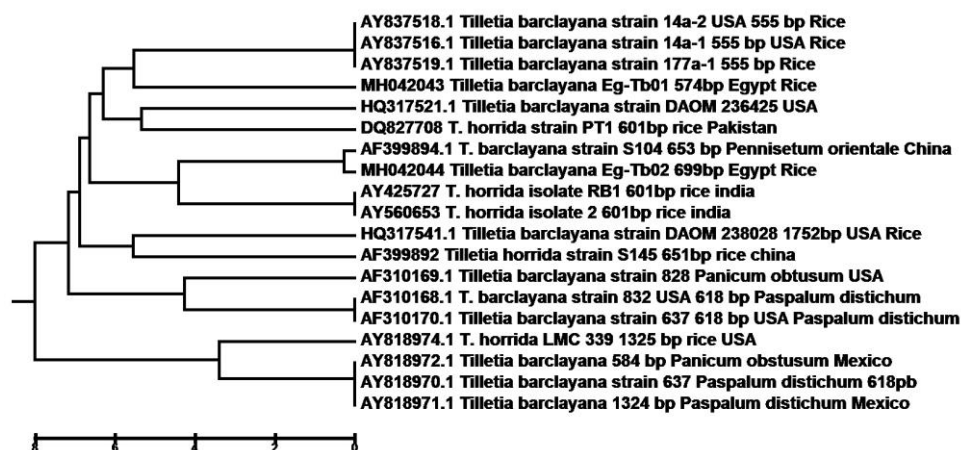 AY837518.1 Tilletia barclayana strain 14a-2 USA 555 bp Rice
AY837516.1 Tilletia barclayana strain 14a-1 555 bp USA Rice
AY837519.1 Tilletia barclayana strain 177a-1 555 bp Rice
MH042043 Tilletia barclayana Eg-Tb01 574bp Egypt Rice
HQ317521.1 Tilletia barclayana strain DAOM 236425 USA
DQ827708 T. horrida strain PT1 601bp rice Pakistan
AF399894.1 T. barclayana strain S104 653 bp Pennisetum orientale China
MH042044 Tilletia barclayana Eg-Tb02 699bp Egypt Rice
AY425727 T. horrida isolate RB1 601bp rice india
AY560653 T. horrida isolate 2 601bp rice india
HQ317541.1 Tilletia barclayana strain DAOM 238028 1752bp USA Rice
AF399892 Tilletia horrida strain S145 651bp rice china
AF310169.1 Tilletia barclayana strain 828 Panicum obtusum USA
AF310168.1 T. barclayana strain 832 USA 618 bp Paspalum distichum
AF310170.1 Tilletia barclayana strain 637 618 bp USA Paspalum distichum
AY818974.1 T. horrida LMC 339 1325 bp rice USA
AY818972.1 Tilletia barclayana 584 bp Panicum obstusum Mexico
AY818970.1 Tilletia barclayana strain 637 Paspalum distichum 618pb
AY818971.1 Tilletia barclayana 1324 bp Paspalum distichum Mexico
8 6 4 2 0